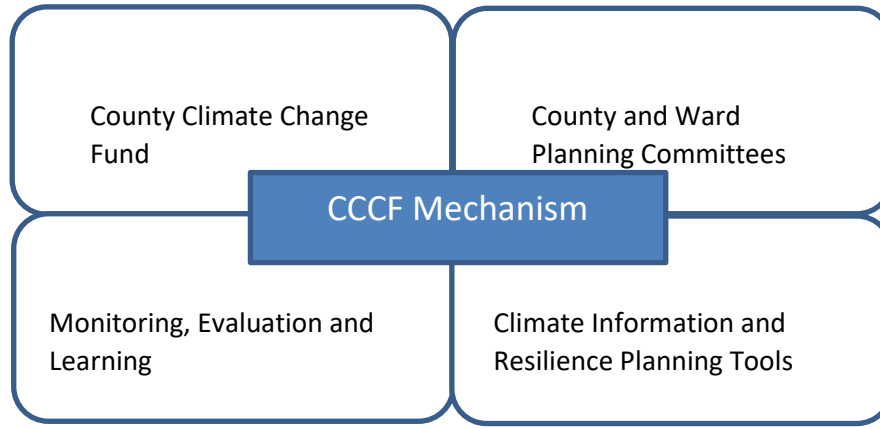 County Climate Change
Fund
County and Ward
Planning Committees
CCCF Mechanism
Monitoring, Evaluation and
Learning
Climate Information and
Resilience Planning Tools